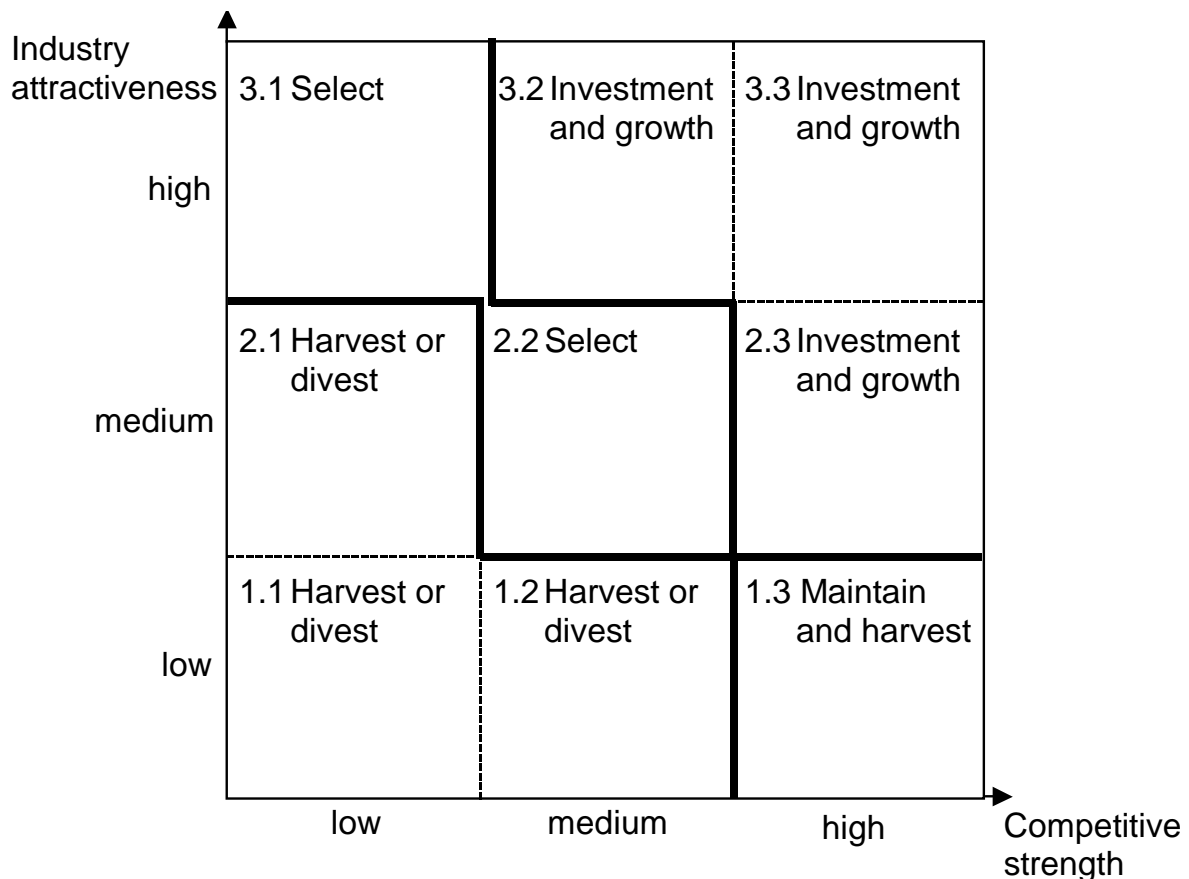 Industry
attractiveness
3.1 Select
3.2 Investment
and growth
3.3 Investment
and growth
high
2.1 Harvest or
divest
2.2 Select
2.3 Investment
and growth
medium
1.1 Harvest or
divest
1.2 Harvest or
divest
1.3 Maintain
and harvest
low
low
medium
high
Competitive
strength